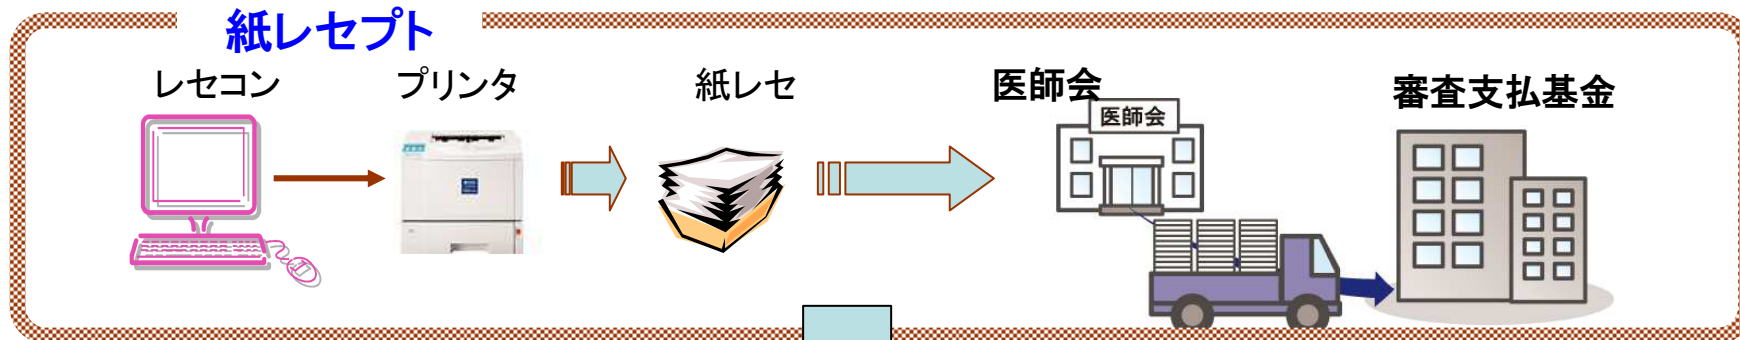 紙レセプト
レセコン
プリンタ
紙レセ
医師会
医師会
審査支払基金